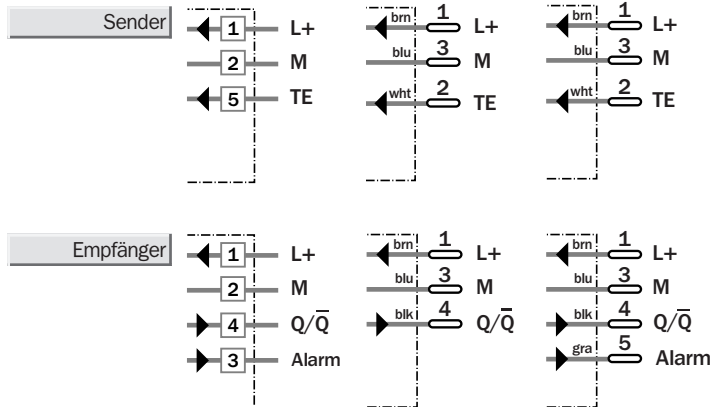 Sender
1 L+
2 M
5 TE
brn 1 L+
blu 3 M
wht 2 TE
brn 1 L+
blu 3 M
wht 2 TE
Empfänger
1 L+
2 M
4 Q/Q̅
3 Alarm
brn 1 L+
blu 3 M
blk 4 Q/Q̅
brn 1 L+
blu 3 M
blk 4 Q/Q̅
gra 5 Alarm